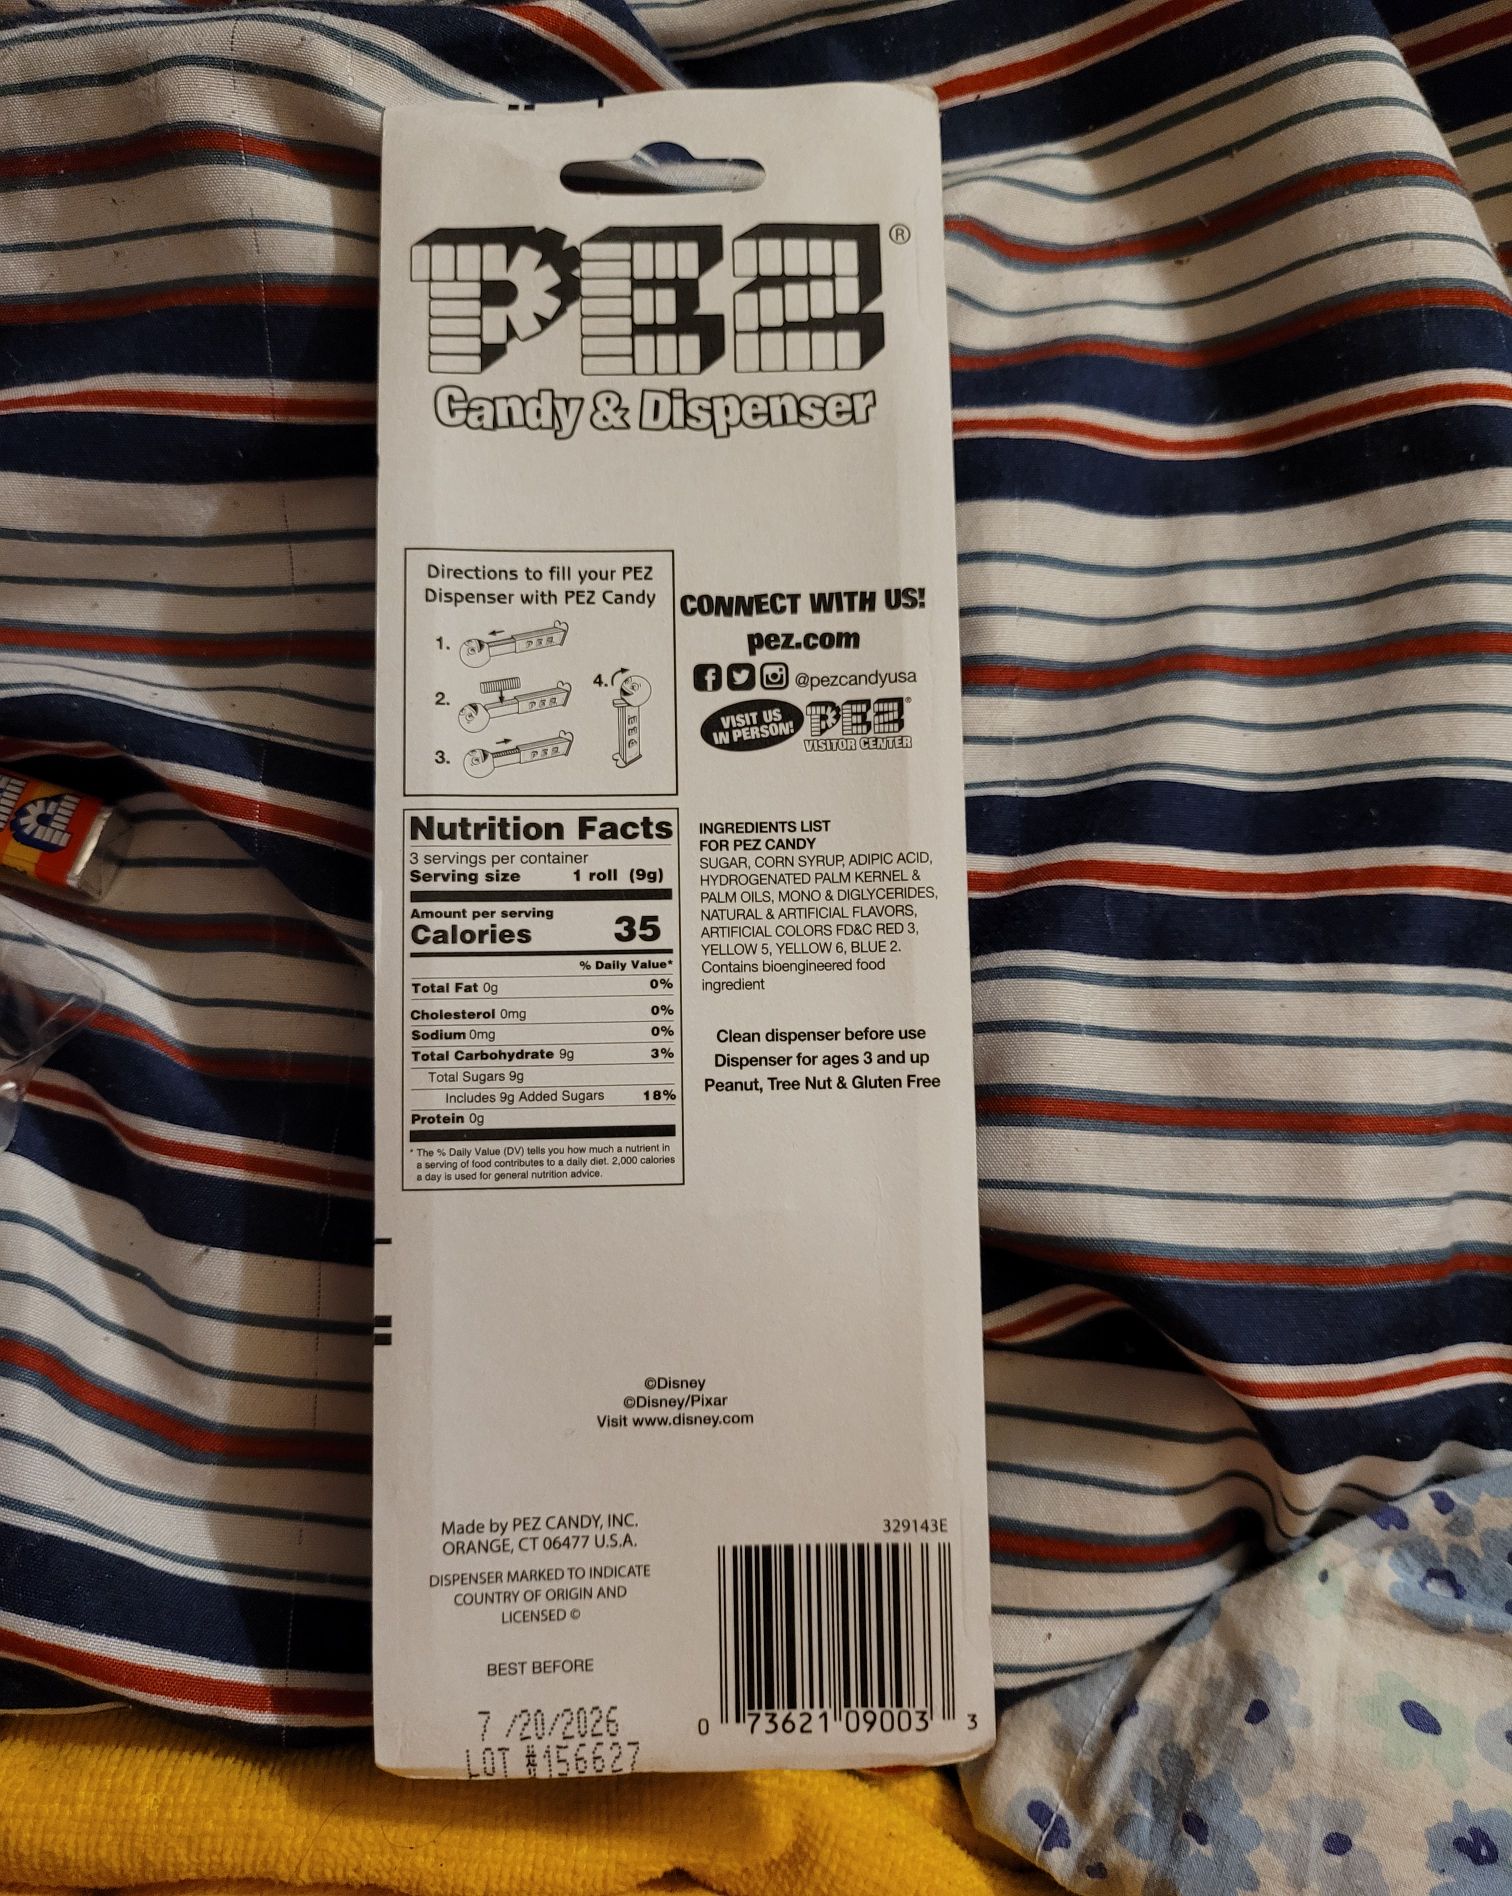 PEZ®
Candy & Dispenser
Directions to fill your PEZ
Dispenser with PEZ Candy
1.
2.
3.
4.
CONNECT WITH US!
pez.com
@pezcandyusa
VISIT US
IN PERSON!
PEZ®
VISITOR CENTER
Nutrition Facts
3 servings per container
Serving size 1 roll (9g)
Amount per serving
Calories 35
% Daily Value*
Total Fat 0g 0%
Cholesterol 0mg 0%
Sodium 0mg 0%
Total Carbohydrate 9g 3%
Total Sugars 9g
Includes 9g Added Sugars 18%
Protein 0g
* The % Daily Value (DV) tells you how much a nutrient in
a serving of food contributes to a daily diet. 2,000 calories
a day is used for general nutrition advice.
INGREDIENTS LIST
FOR PEZ CANDY
SUGAR, CORN SYRUP, ADIPIC ACID,
HYDROGENATED PALM KERNEL &
PALM OILS, MONO & DIGLYCERIDES,
NATURAL & ARTIFICIAL FLAVORS,
ARTIFICIAL COLORS FD&C RED 3,
YELLOW 5, YELLOW 6, BLUE 2.
Contains bioengineered food
ingredient
Clean dispenser before use
Dispenser for ages 3 and up
Peanut, Tree Nut & Gluten Free
©Disney
©Disney/Pixar
Visit www.disney.com
Made by PEZ CANDY, INC.
ORANGE, CT 06477 U.S.A.
DISPENSER MARKED TO INDICATE
COUNTRY OF ORIGIN AND
LICENSED ©
BEST BEFORE
7 /20/2026
LOT #156627
329143E
0 73621 09003 3